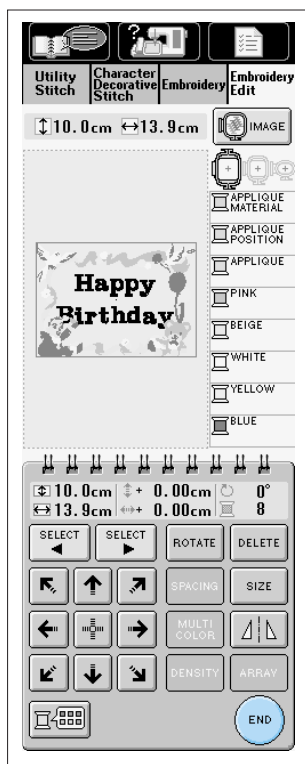 Utility Stitch
Character Decorative Stitch
Embroidery
Embroidery Edit
10.0cm 13.9cm
IMAGE
APPLIQUE MATERIAL
APPLIQUE POSITION
APPLIQUE
PINK
BEIGE
WHITE
YELLOW
BLUE
Happy
Birthday
10.0cm + 0.00cm 0°
13.9cm + 0.00cm 8
SELECT SELECT ROTATE DELETE
SPACING SIZE
MULTI COLOR
DENSITY ARRAY
END